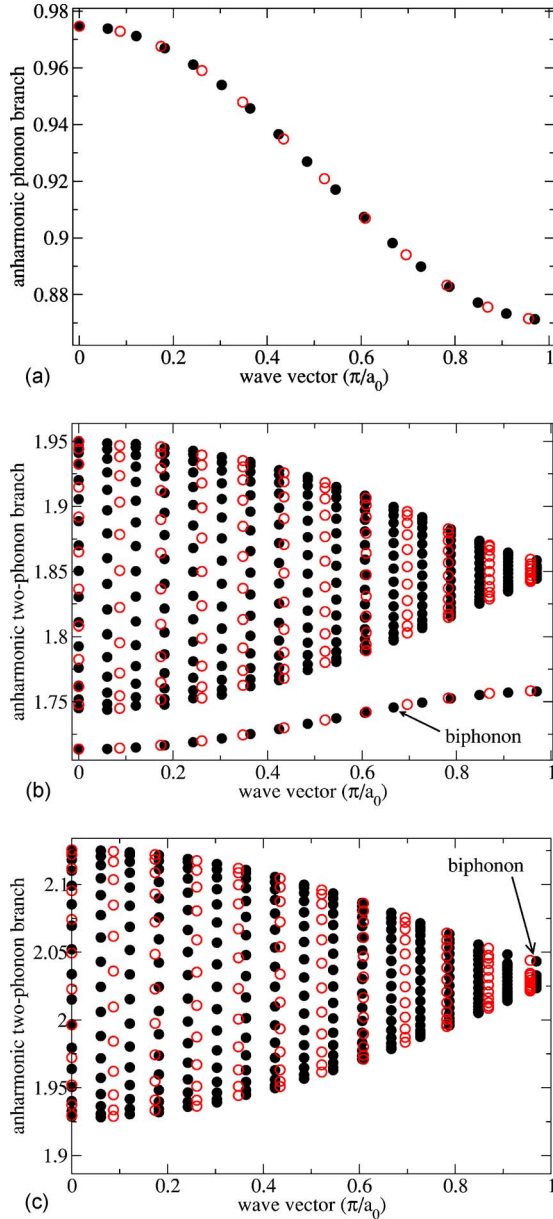 0.98
0.96
0.94
0.92
0.9
0.88
anharmonic phonon branch
0 0.2 0.4 0.6 0.8 1
wave vector (π/a0)
(a)
1.95
1.9
1.85
1.8
1.75
anharmonic two-phonon branch
biphonon
0 0.2 0.4 0.6 0.8 1
wave vector (π/a0)
(b)
2.1
2.05
2
1.95
1.9
anharmonic two-phonon branch
biphonon
0 0.2 0.4 0.6 0.8 1
wave vector (π/a0)
(c)